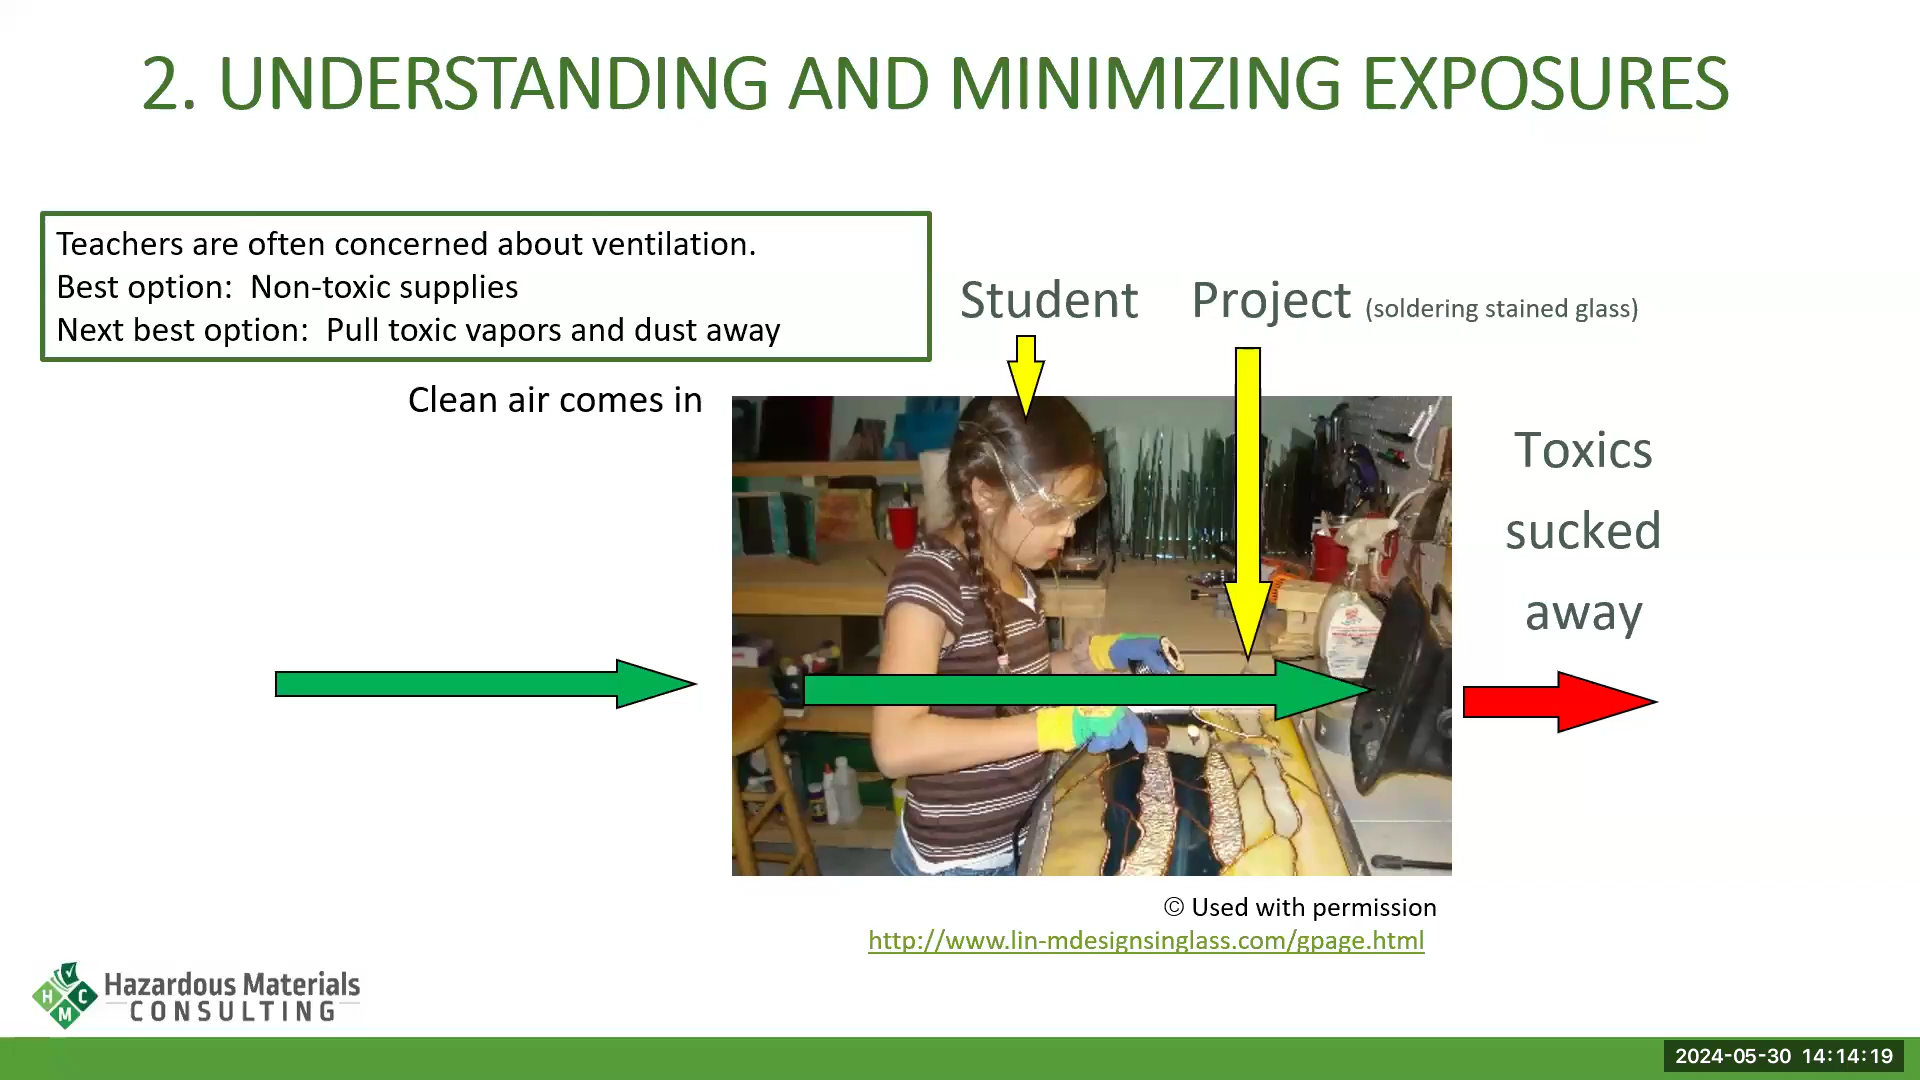 2. UNDERSTANDING AND MINIMIZING EXPOSURES
Teachers are often concerned about ventilation.
Best option:  Non-toxic supplies
Next best option:  Pull toxic vapors and dust away
Student
Project (soldering stained glass)
Clean air comes in
Toxics
sucked
away
© Used with permission
http://www.lin-mdesignsinglass.com/gpage.html
H C M
Hazardous Materials
CONSULTING
2024-05-30 14:14:19